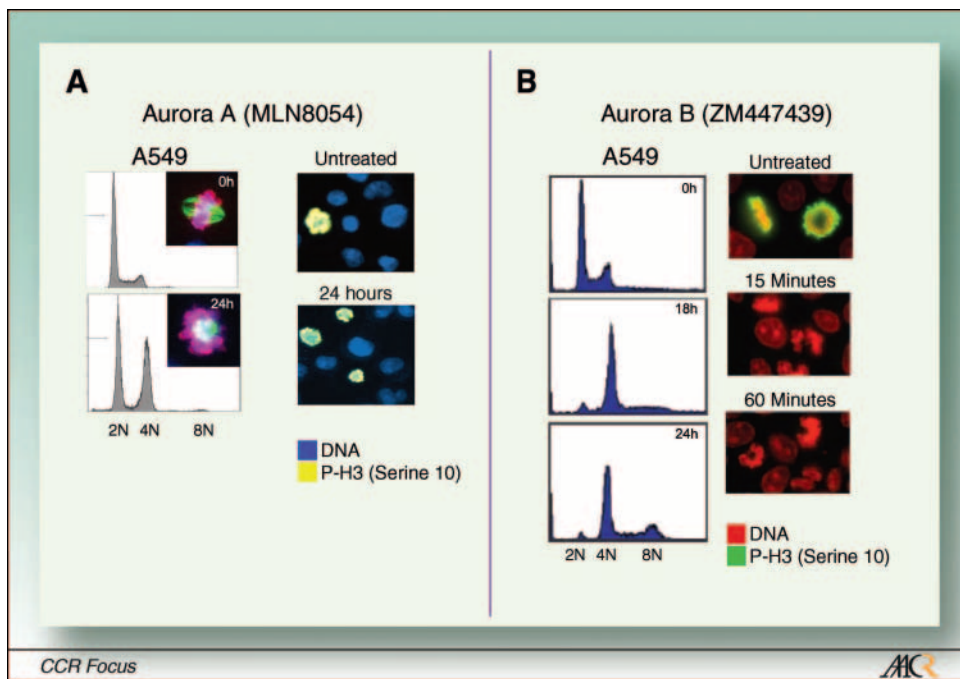 A
Aurora A (MLN8054)
A549
0h
24h
2N 4N 8N
Untreated
24 hours
DNA
P-H3 (Serine 10)
B
Aurora B (ZM447439)
A549
0h
18h
24h
2N 4N 8N
Untreated
15 Minutes
60 Minutes
DNA
P-H3 (Serine 10)
CCR Focus
AACR